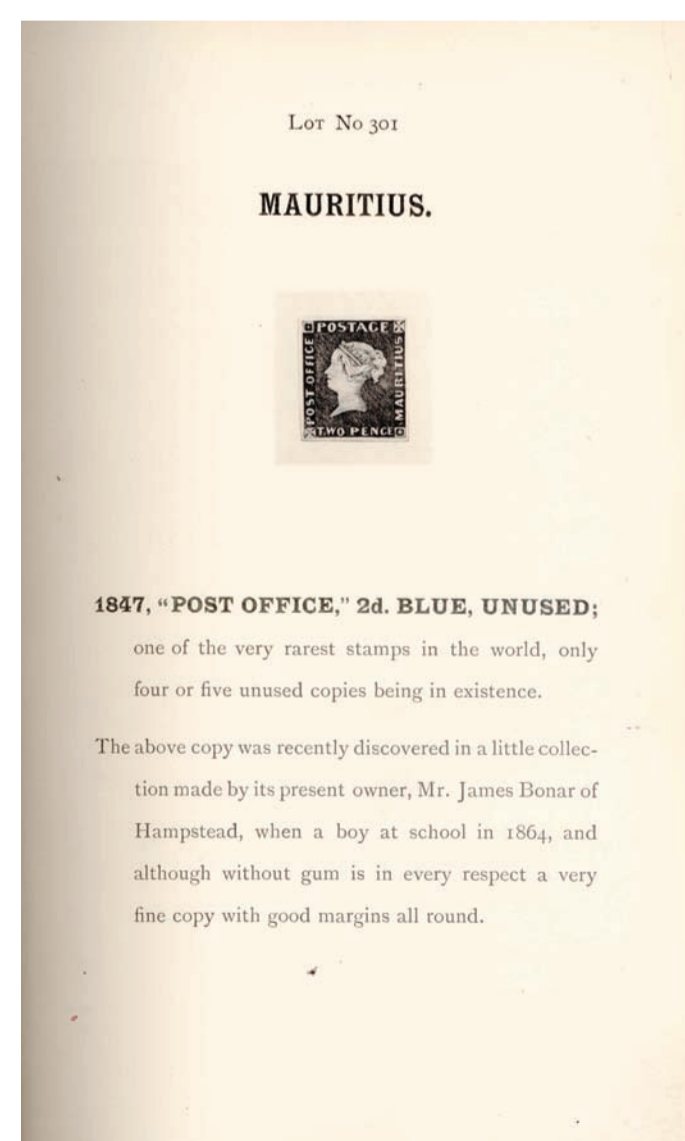 Lot No 301
MAURITIUS.
POSTAGE
POST OFFICE
MAURITIUS
TWO PENCE
1847, “POST OFFICE,” 2d. BLUE, UNUSED;
one of the very rarest stamps in the world, only
four or five unused copies being in existence.
The above copy was recently discovered in a little collec-
tion made by its present owner, Mr. James Bonar of
Hampstead, when a boy at school in 1864, and
although without gum is in every respect a very
fine copy with good margins all round.